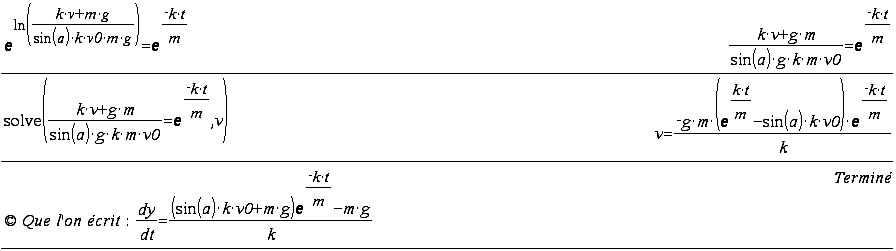 e^(ln((k·v+m·g)/(sin(a)·k·v0·m·g)))=e^(-k·t/m) (k·v+g·m)/(sin(a)·g·k·m·v0)=e^(-k·t/m)
solve((k·v+g·m)/(sin(a)·g·k·m·v0)=e^(-k·t/m),v) v=(-g·m·(e^(k·t/m)-sin(a)·k·v0)·e^(-k·t/m))/k
Terminé
© Que l'on écrit : dy/dt=((sin(a)·k·v0+m·g)e^(-k·t/m)-m·g)/k